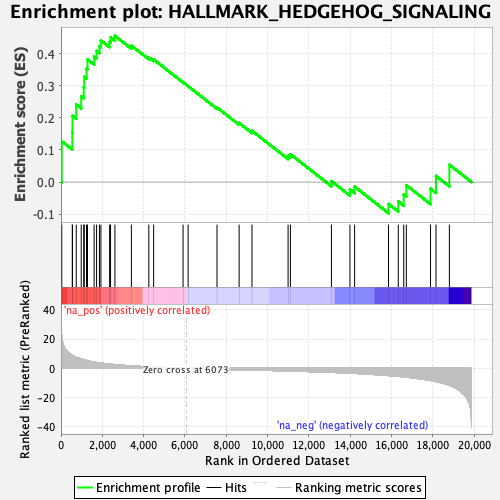 Enrichment plot: HALLMARK_HEDGEHOG_SIGNALING
Enrichment score (ES)
0.4
0.3
0.2
0.1
0.0
-0.1
'na_pos' (positively correlated)
Ranked list metric (PreRanked)
40
20
0
-20
-40
Zero cross at 6073
'na_neg' (negatively correlated)
0 2,000 4,000 6,000 8,000 10,000 12,000 14,000 16,000 18,000 20,000
Rank in Ordered Dataset
Enrichment profile Hits Ranking metric scores